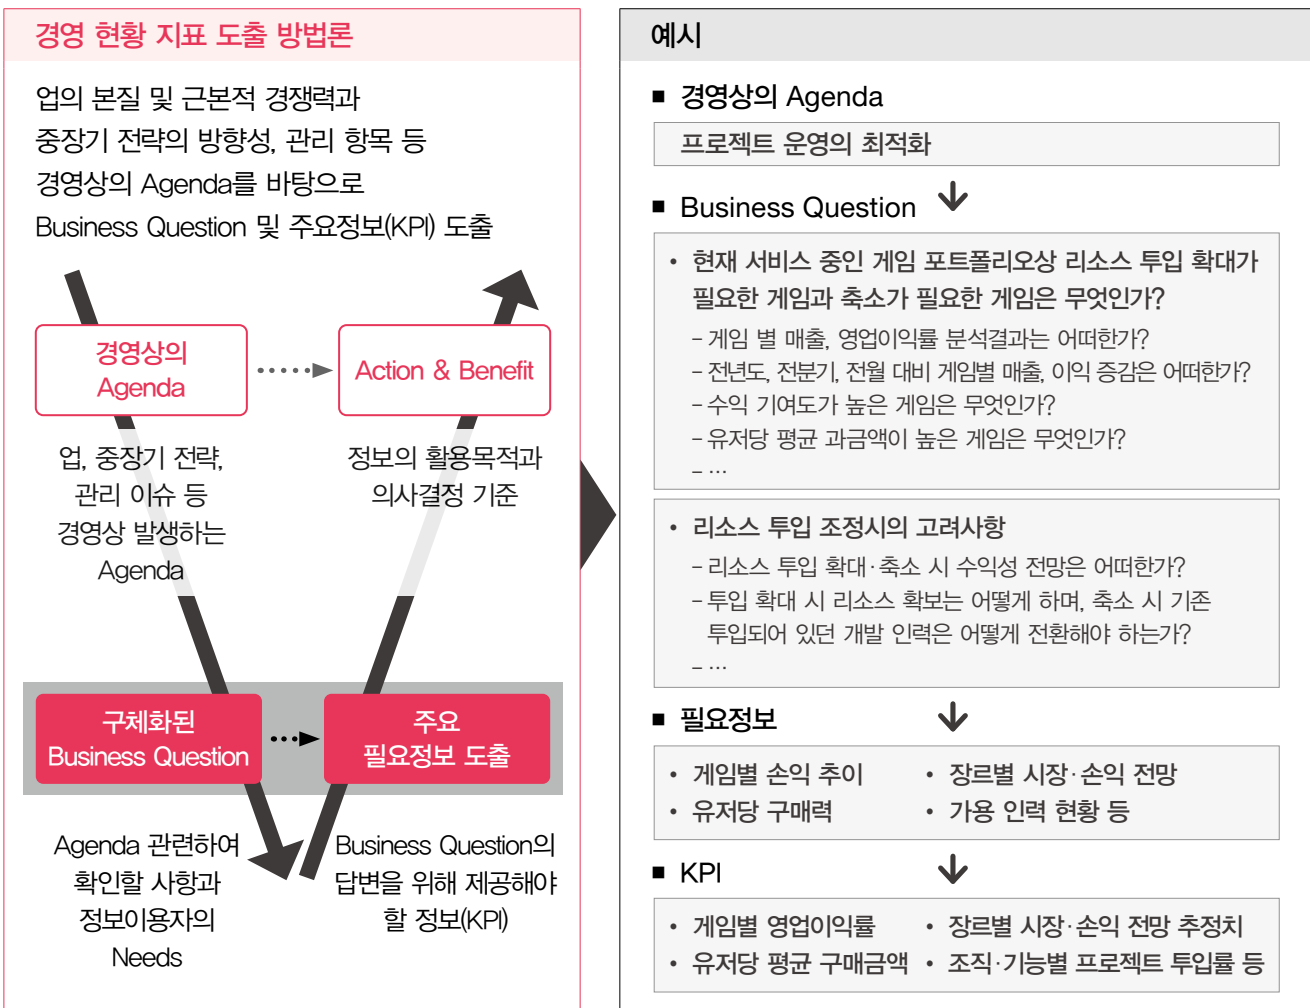 경영 현황 지표 도출 방법론
업의 본질 및 근본적 경쟁력과
중장기 전략의 방향성, 관리 항목 등
경영상의 Agenda를 바탕으로
Business Question 및 주요정보(KPI) 도출
경영상의
Agenda
Action & Benefit
업, 중장기 전략,
관리 이슈 등
경영상 발생하는
Agenda
정보의 활용목적과
의사결정 기준
구체화된
Business Question
주요
필요정보 도출
Agenda 관련하여
확인할 사항과
정보이용자의
Needs
Business Question의
답변을 위해 제공해야
할 정보(KPI)
예시
■ 경영상의 Agenda
프로젝트 운영의 최적화
■ Business Question
• 현재 서비스 중인 게임 포트폴리오상 리소스 투입 확대가
필요한 게임과 축소가 필요한 게임은 무엇인가?
– 게임 별 매출, 영업이익률 분석결과는 어떠한가?
– 전년도, 전분기, 전월 대비 게임별 매출, 이익 증감은 어떠한가?
– 수익 기여도가 높은 게임은 무엇인가?
– 유저당 평균 과금액이 높은 게임은 무엇인가?
– …
• 리소스 투입 조정시의 고려사항
– 리소스 투입 확대·축소 시 수익성 전망은 어떠한가?
– 투입 확대 시 리소스 확보는 어떻게 하며, 축소 시 기존
투입되어 있던 개발 인력은 어떻게 전환해야 하는가?
– …
■ 필요정보
• 게임별 손익 추이 • 장르별 시장·손익 전망
• 유저당 구매력 • 가용 인력 현황 등
■ KPI
• 게임별 영업이익률 • 장르별 시장·손익 전망 추정치
• 유저당 평균 구매금액 • 조직·기능별 프로젝트 투입률 등